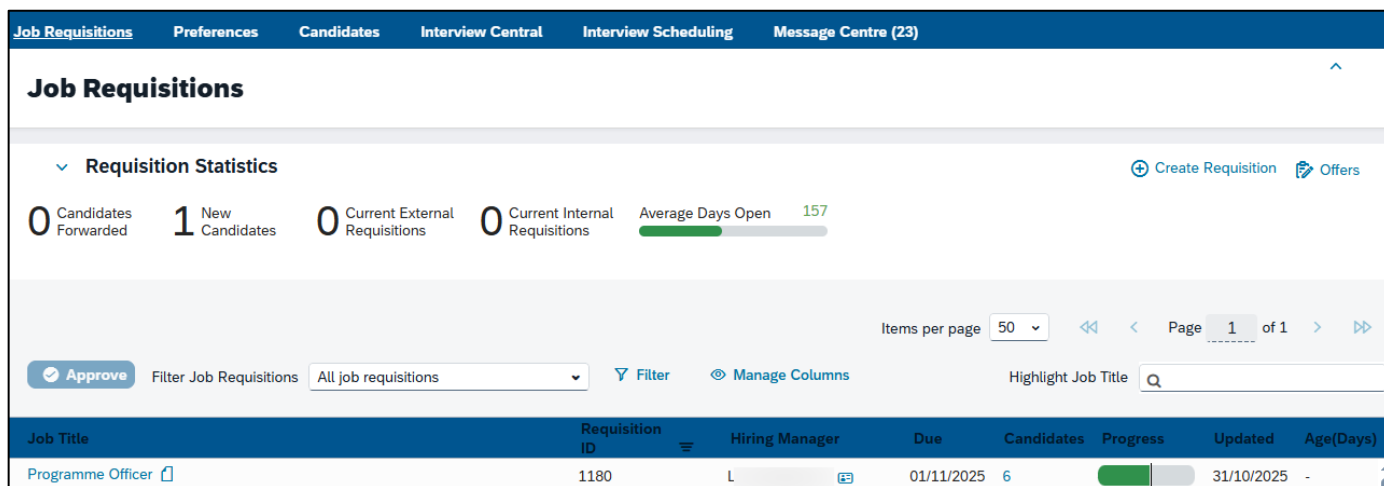 Job Requisitions Preferences Candidates Interview Central Interview Scheduling Message Centre (23)
Job Requisitions
Requisition Statistics
Create Requisition Offers
0 Candidates Forwarded 1 New Candidates 0 Current External Requisitions 0 Current Internal Requisitions Average Days Open 157
Items per page 50 Page 1 of 1
Approve Filter Job Requisitions All job requisitions Filter Manage Columns Highlight Job Title
Job Title Requisition ID Hiring Manager Due Candidates Progress Updated Age(Days)
Programme Officer 1180 L 01/11/2025 6 31/10/2025 -